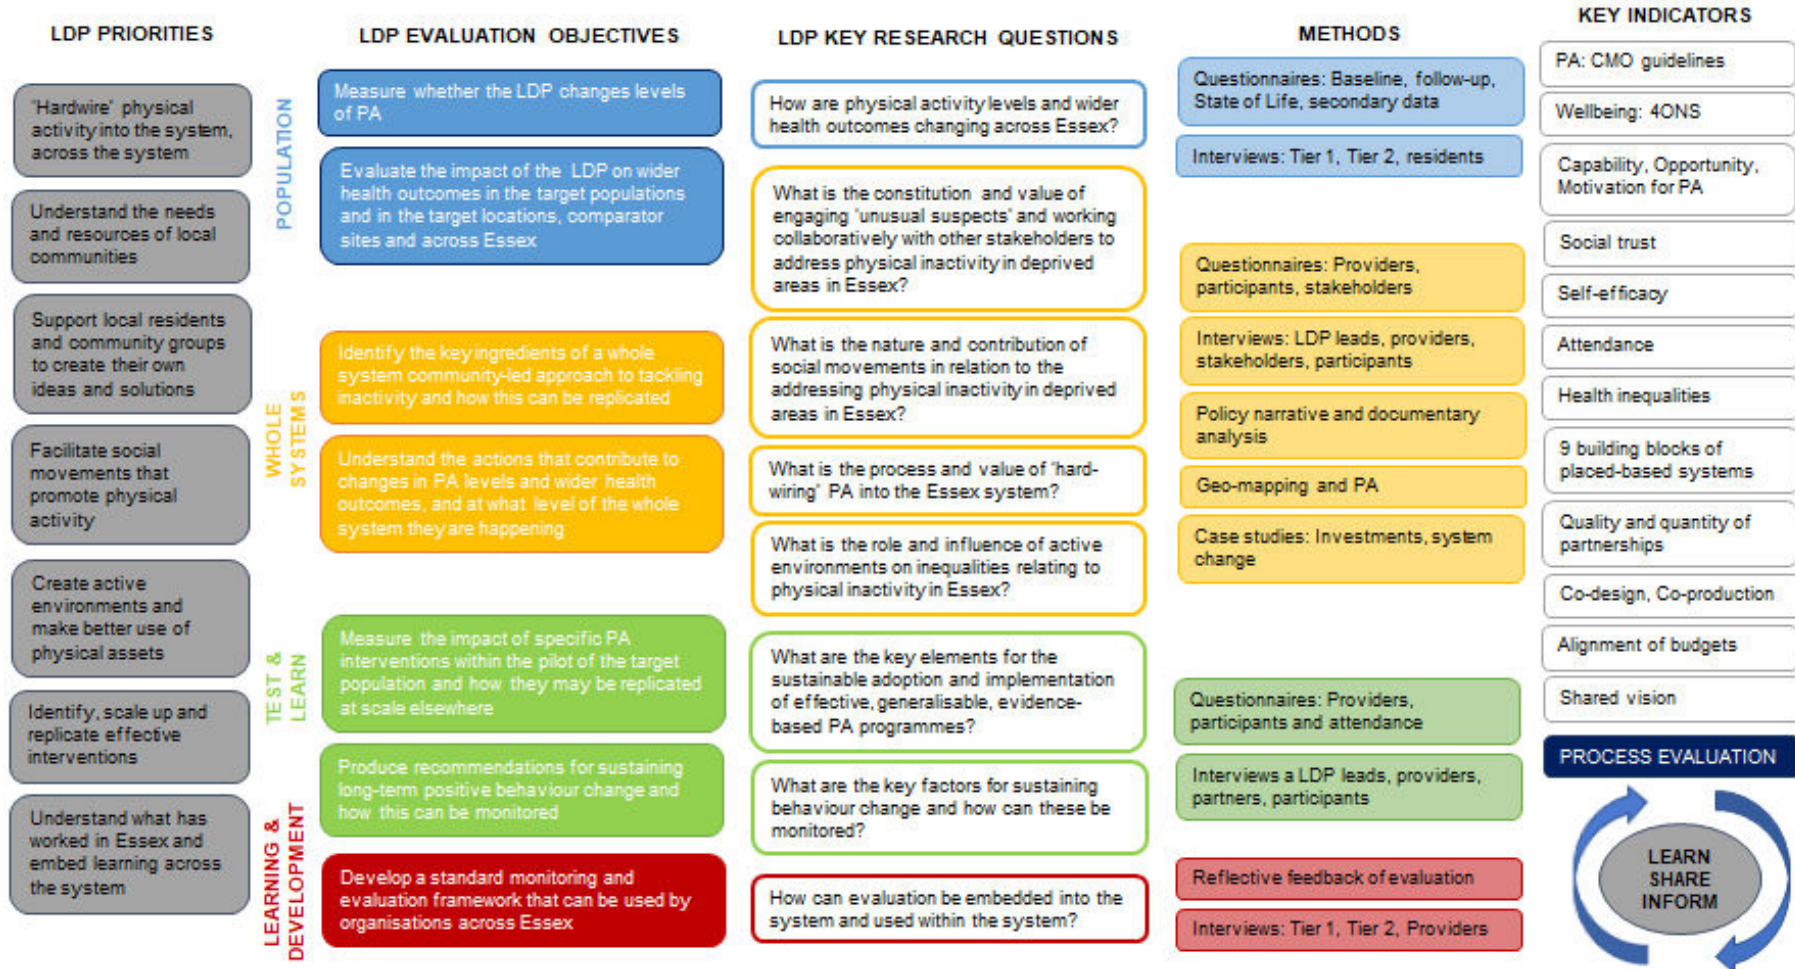 LDP PRIORITIES
'Hardwire' physical
activity into the system,
across the system
Understand the needs
and resources of local
communities
Support local residents
and community groups
to create their own
ideas and solutions
Facilitate social
movements that
promote physical
activity
Create active
environments and
make better use of
physical assets
Identify, scale up and
replicate effective
interventions
Understand what has
worked in Essex and
embed learning across
the system
POPULATION
WHOLE
SYSTEMS
TEST &
LEARN
LEARNING &
DEVELOPMENT
LDP EVALUATION OBJECTIVES
Measure whether the LDP changes levels
of PA
Evaluate the impact of the LDP on wider
health outcomes in the target populations
and in the target locations, comparator
sites and across Essex
Identify the key ingredients of a whole
system community-led approach to tackling
inactivity and how this can be replicated
Understand the actions that contribute to
changes in PA levels and wider health
outcomes, and at what level of the whole
system they are happening
Measure the impact of specific PA
interventions within the pilot of the target
population and how they may be replicated
at scale elsewhere
Produce recommendations for sustaining
long-term positive behaviour change and
how this can be monitored
Develop a standard monitoring and
evaluation framework that can be used by
organisations across Essex
LDP KEY RESEARCH QUESTIONS
How are physical activity levels and wider
health outcomes changing across Essex?
What is the constitution and value of
engaging 'unusual suspects' and working
collaboratively with other stakeholders to
address physical inactivity in deprived
areas in Essex?
What is the nature and contribution of
social movements in relation to the
addressing physical inactivity in deprived
areas in Essex?
What is the process and value of 'hard-
wiring' PA into the Essex system?
What is the role and influence of active
environments on inequalities relating to
physical inactivity in Essex?
What are the key elements for the
sustainable adoption and implementation
of effective, generalisable, evidence-
based PA programmes?
What are the key factors for sustaining
behaviour change and how can these be
monitored?
How can evaluation be embedded into the
system and used within the system?
METHODS
Questionnaires: Baseline, follow-up,
State of Life, secondary data
Interviews: Tier 1, Tier 2, residents
Questionnaires: Providers,
participants, stakeholders
Interviews: LDP leads, providers,
stakeholders, participants
Policy narrative and documentary
analysis
Geo-mapping and PA
Case studies: Investments, system
change
Questionnaires: Providers,
participants and attendance
Interviews a LDP leads, providers,
partners, participants
Reflective feedback of evaluation
Interviews: Tier 1, Tier 2, Providers
KEY INDICATORS
PA: CMO guidelines
Wellbeing: 4ONS
Capability, Opportunity,
Motivation for PA
Social trust
Self-efficacy
Attendance
Health inequalities
9 building blocks of
placed-based systems
Quality and quantity of
partnerships
Co-design, Co-production
Alignment of budgets
Shared vision
PROCESS EVALUATION
LEARN
SHARE
INFORM